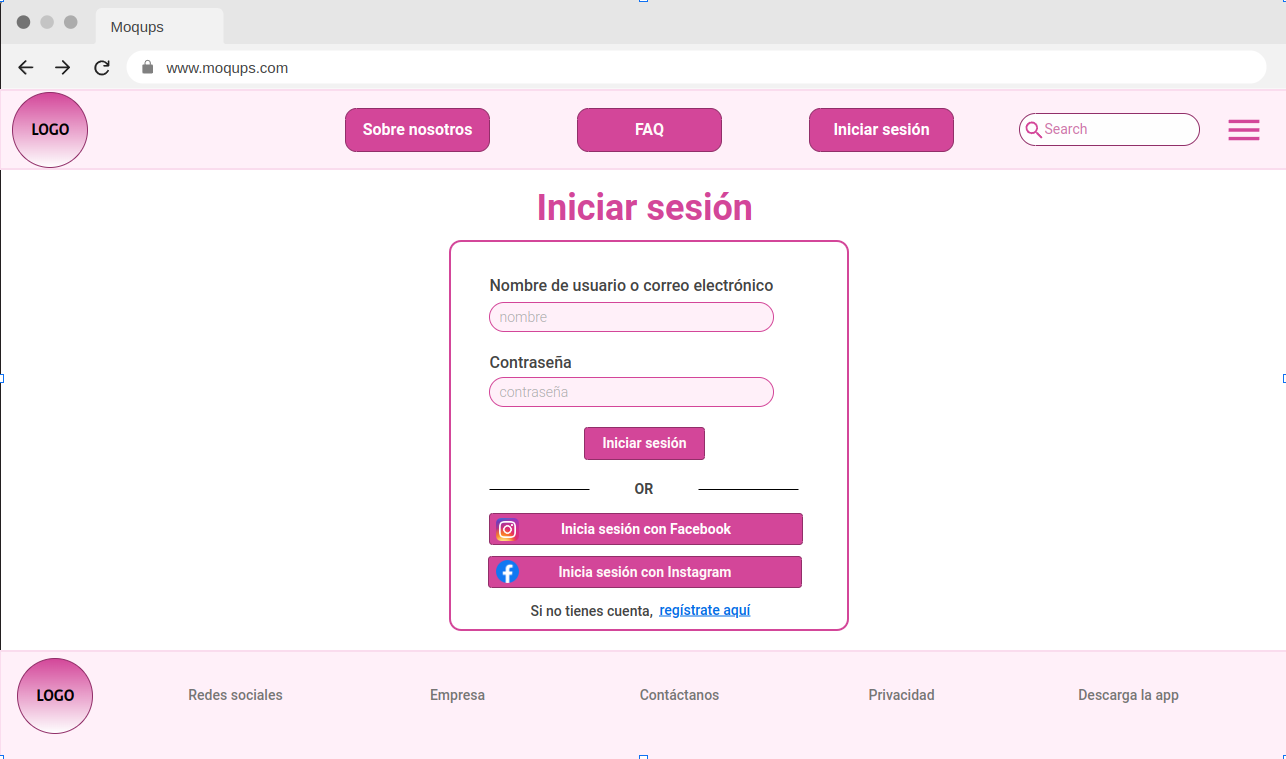 Moqups
www.moqups.com
LOGO
Sobre nosotros
FAQ
Iniciar sesión
Search
Iniciar sesión
Nombre de usuario o correo electrónico
nombre
Contraseña
contraseña
Iniciar sesión
OR
Inicia sesión con Facebook
Inicia sesión con Instagram
Si no tienes cuenta, regístrate aquí
LOGO
Redes sociales
Empresa
Contáctanos
Privacidad
Descarga la app